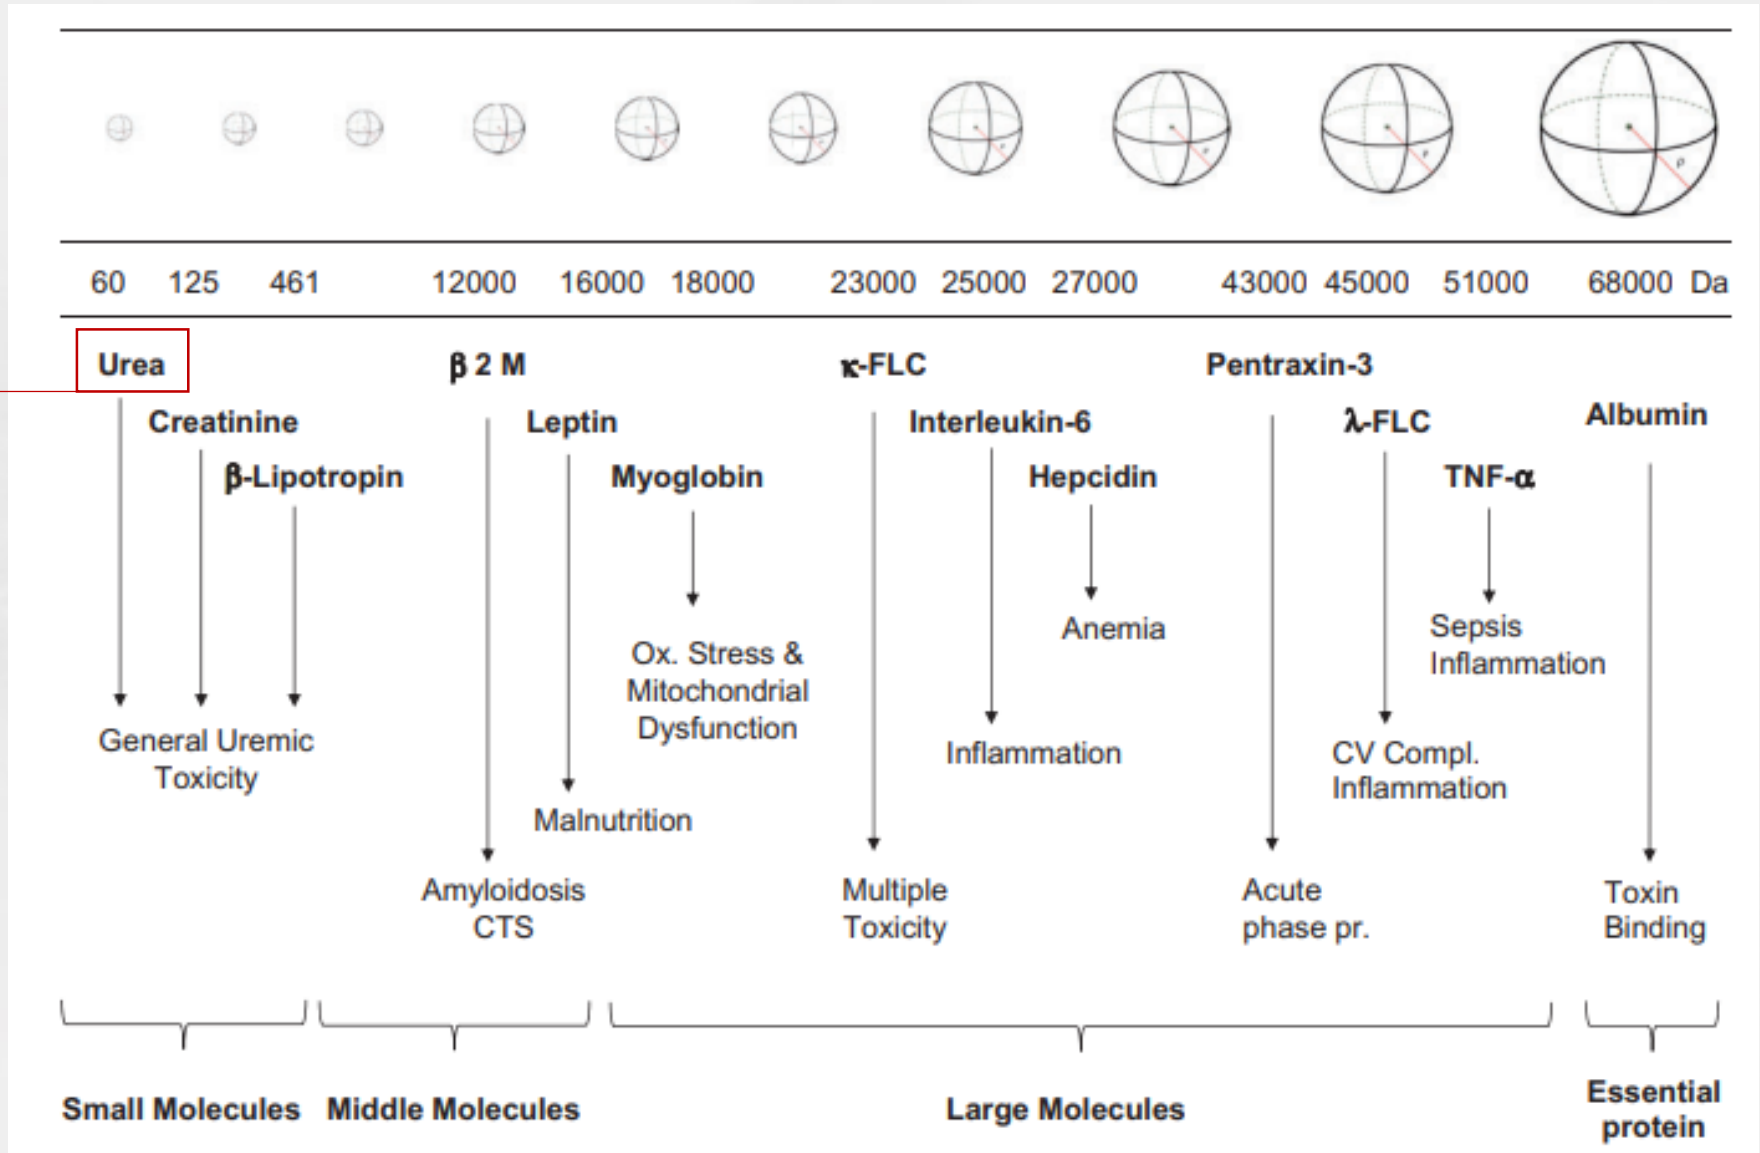 60 125 461 12000 16000 18000 23000 25000 27000 43000 45000 51000 68000 Da
Urea β 2 M κ-FLC Pentraxin-3
Creatinine Leptin Interleukin-6 λ-FLC Albumin
β-Lipotropin Myoglobin Hepcidin TNF-α
Anemia
Sepsis
Inflammation
Ox. Stress &
Mitochondrial
Dysfunction
General Uremic
Toxicity
Inflammation
CV Compl.
Inflammation
Malnutrition
Amyloidosis
CTS
Multiple
Toxicity
Acute
phase pr.
Toxin
Binding
Small Molecules Middle Molecules Large Molecules
Essential
protein